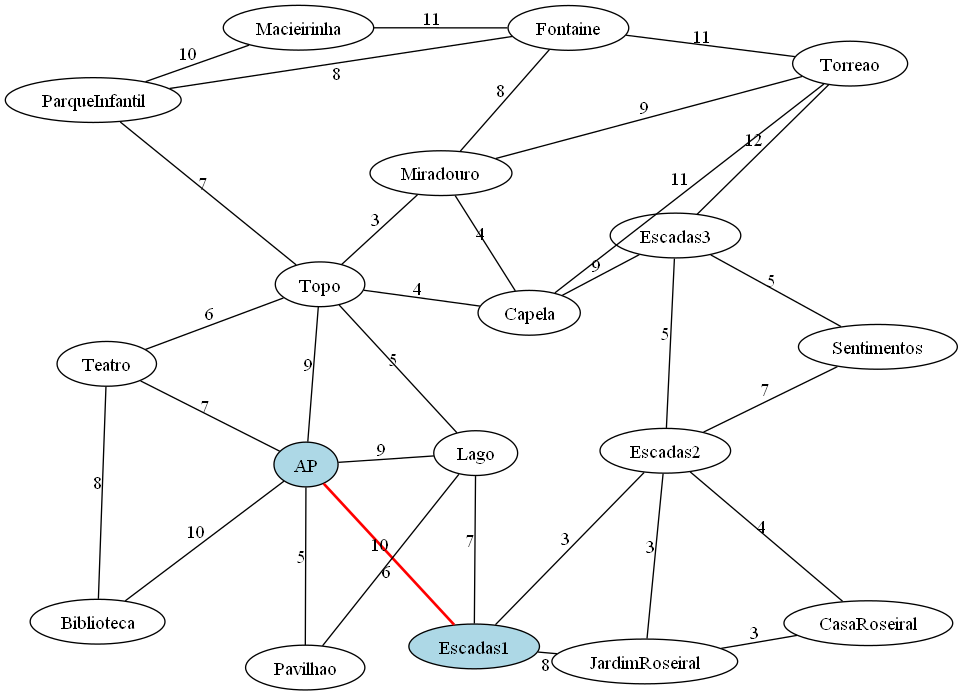 Macieirinha
11
Fontaine
10
11
8
Torreao
ParqueInfantil
8
9
12
Miradouro
7
11
3
4
Escadas3
9
5
Topo
4
Capela
6
5
Sentimentos
Teatro
9
5
7
7
Escadas2
AP
9
Lago
8
10
7
3
3
4
5
10
6
Biblioteca
CasaRoseiral
3
Escadas1
8
JardimRoseiral
Pavilhao